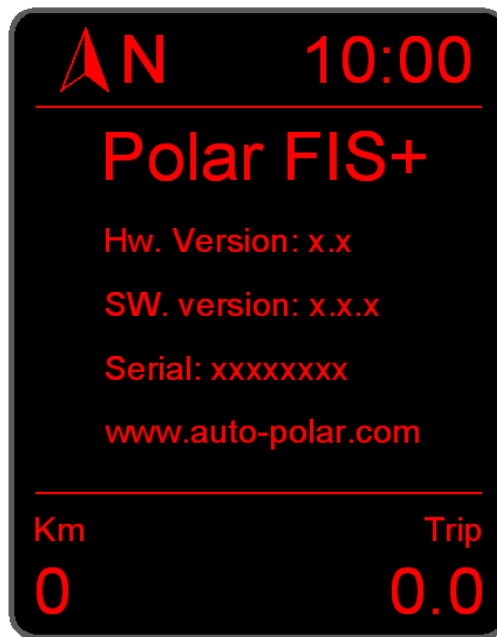 N 10:00
Polar FIS+
Hw. Version: x.x
SW. version: x.x.x
Serial: xxxxxxxx
www.auto-polar.com
Km Trip
0 0.0